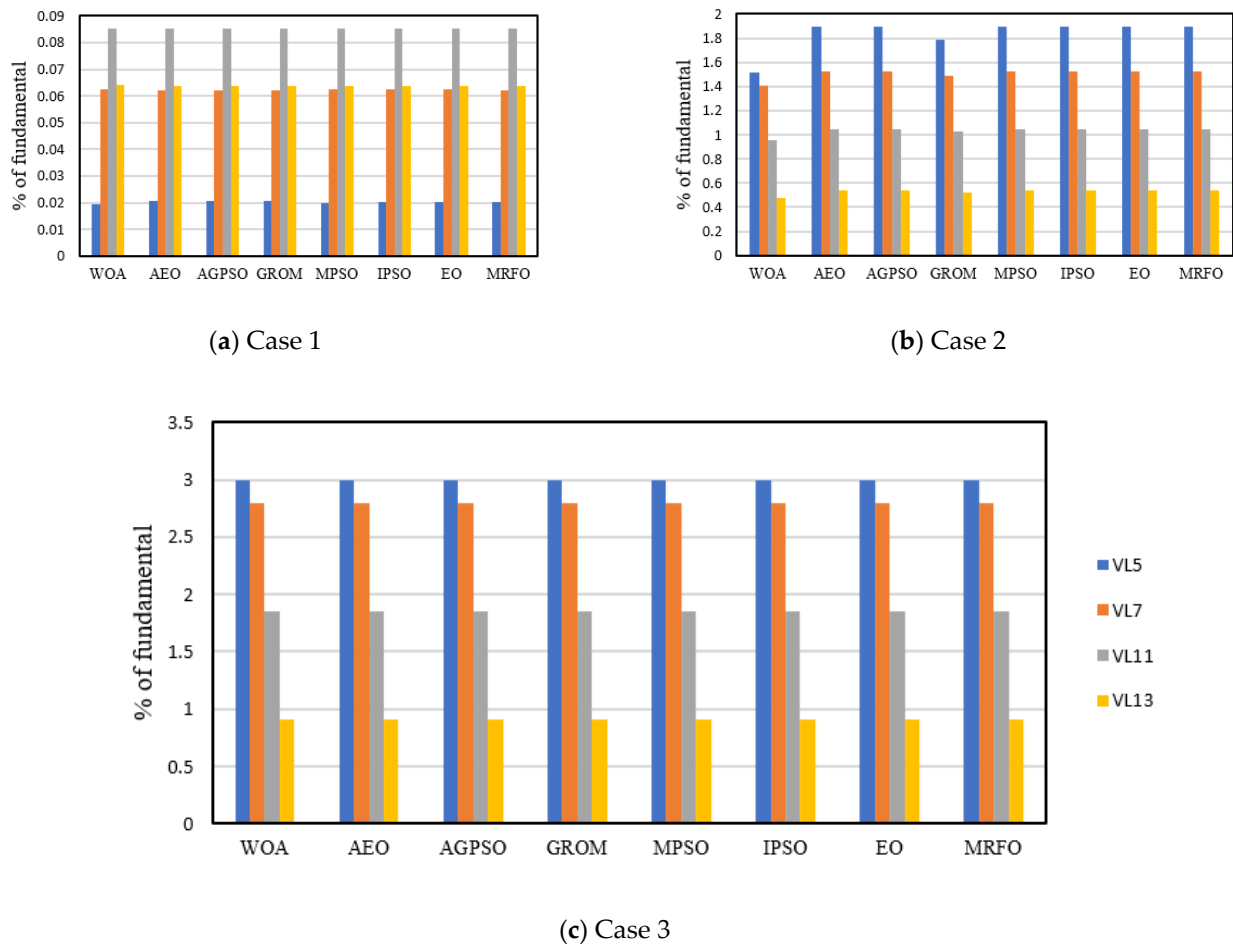 % of fundamental
0.09
0.08
0.07
0.06
0.05
0.04
0.03
0.02
0.01
0
WOA AEO AGPSO GROM MPSO IPSO EO MRFO
(a) Case 1
% of fundamental
2
1.8
1.6
1.4
1.2
1
0.8
0.6
0.4
0.2
0
WOA AEO AGPSO GROM MPSO IPSO EO MRFO
(b) Case 2
% of fundamental
3.5
3
2.5
2
1.5
1
0.5
0
WOA AEO AGPSO GROM MPSO IPSO EO MRFO
VL5
VL7
VL11
VL13
(c) Case 3